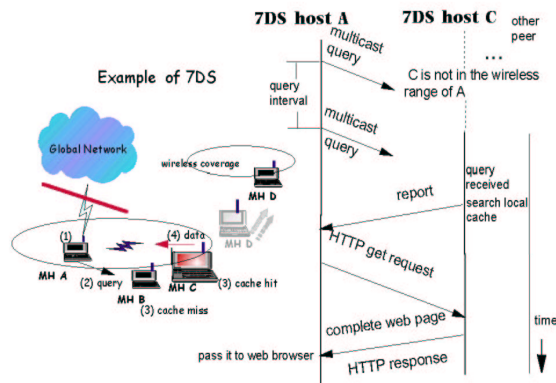 7DS host A
7DS host C
other
peer
multicast
query
...
C is not in the wireless
range of A
query
interval
multicast
query
Example of 7DS
Global Network
wireless coverage
MH D
MH D
(1)
MH A
(2) query
(4) data
MH B
(3) cache miss
MH C
(3) cache hit
query
received
search local
cache
report
HTTP get request
complete web page
time
pass it to web browser
HTTP response